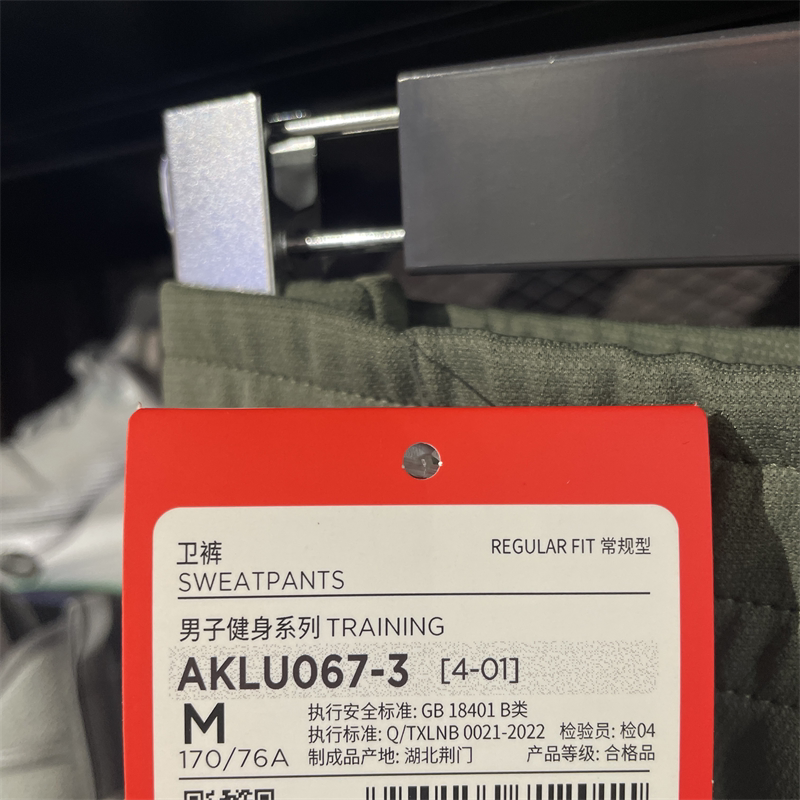 卫裤 REGULAR FIT 常规型
SWEATPANTS
男子健身系列 TRAINING
AKLU067-3 [4-01]
M 执行安全标准: GB 18401 B类
执行标准: Q/TXLNB 0021-2022 检验员: 检04
170/76A 制成品产地: 湖北荆门 产品等级: 合格品